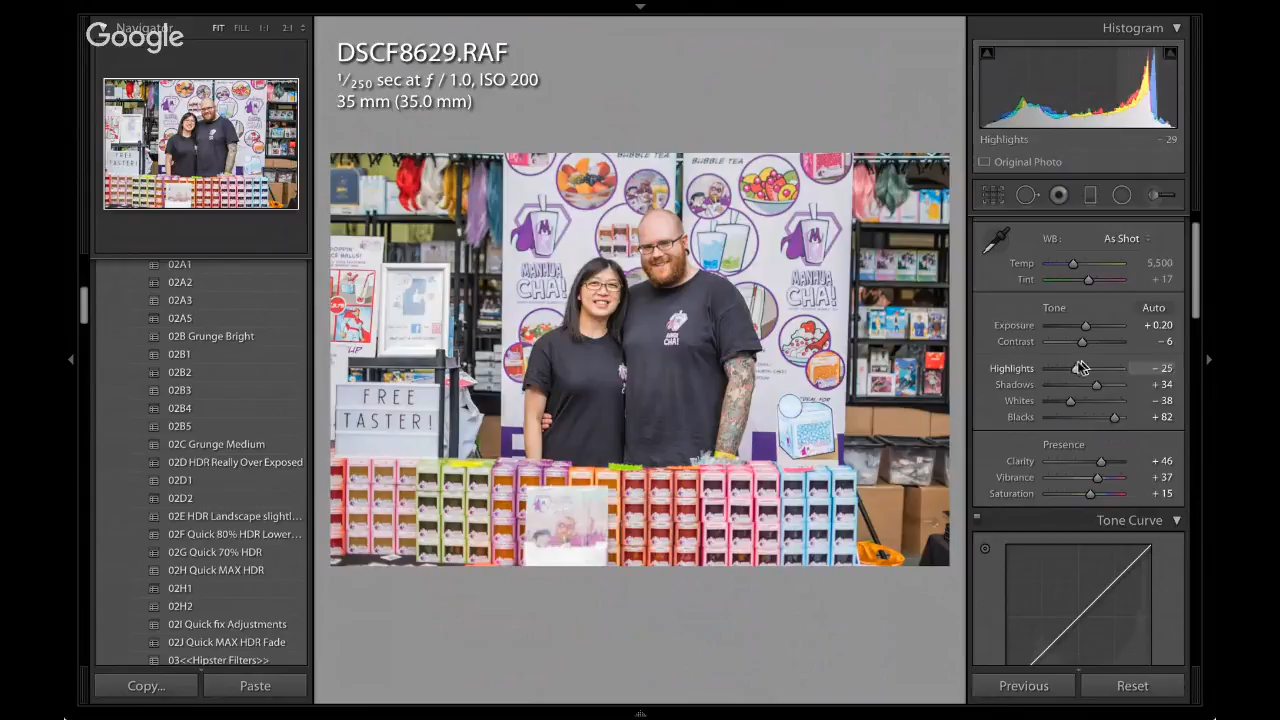 Navigator
FIT FILL 1:1 2:1
Google
02A1
02A2
02A3
02A5
02B Grunge Bright
02B1
02B2
02B3
02B4
02B5
02C Grunge Medium
02D HDR Really Over Exposed
02D1
02D2
02E HDR Landscape slightl...
02F Quick 80% HDR Lower...
02G Quick 70% HDR
02H Quick MAX HDR
02H1
02H2
02I Quick fix Adjustments
02J Quick MAX HDR Fade
03<<Hipster Filters>>
Copy...
Paste
DSCF8629.RAF
1/250 sec at ƒ / 1.0, ISO 200
35 mm (35.0 mm)
BUBBLE TEA
BUBBLE TEA
MANHUA
CHA!
MANHUA
CHA!
CHA!
FREE
TASTER!
IDEAL FOR
Histogram
Highlights – 29
Original Photo
WB: As Shot
Temp 5,500
Tint + 17
Tone Auto
Exposure + 0.20
Contrast – 6
Highlights – 25
Shadows + 34
Whites – 38
Blacks + 82
Presence
Clarity + 46
Vibrance + 37
Saturation + 15
Tone Curve
Previous
Reset